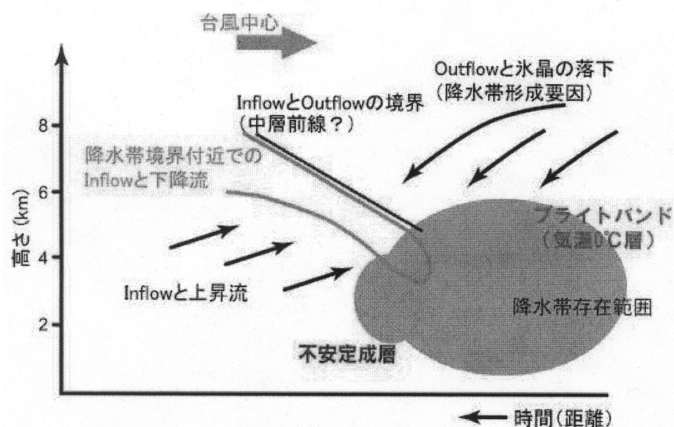 台風中心
Outflowと氷晶の落下
(降水帯形成要因)
InflowとOutflowの境界
(中層前線?)
降水帯境界付近での
Inflowと下降流
ブライトバンド
(気温0℃層)
高さ(km)
8
6
4
2
Inflowと上昇流
降水帯存在範囲
不安定成層
時間(距離)